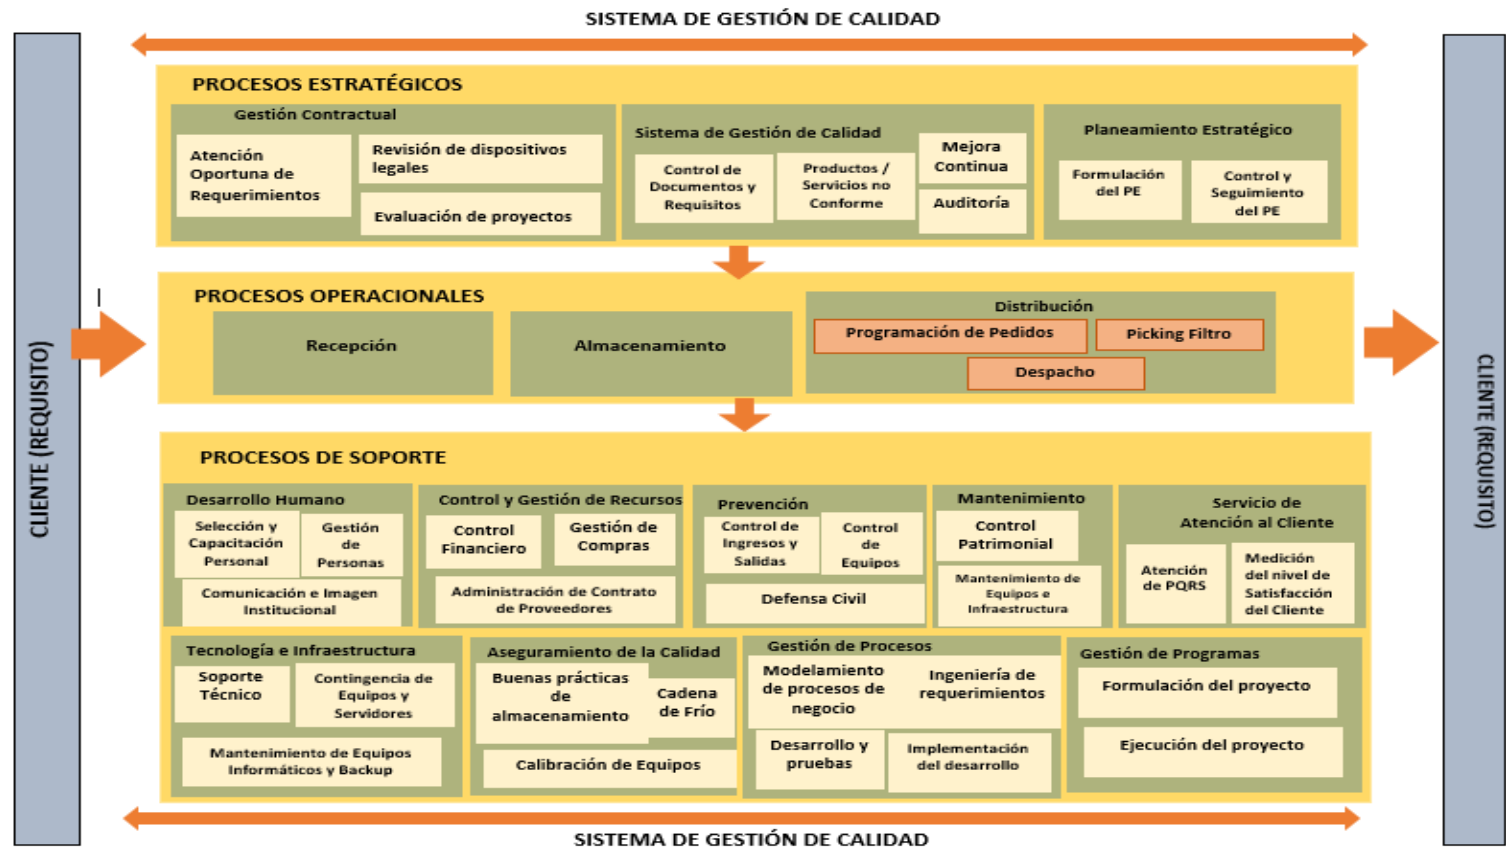 SISTEMA DE GESTIÓN DE CALIDAD
CLIENTE (REQUISITO)
PROCESOS ESTRATÉGICOS
Gestión Contractual
Atención
Oportuna de
Requerimientos
Revisión de dispositivos
legales
Evaluación de proyectos
Sistema de Gestión de Calidad
Control de
Documentos y
Requisitos
Productos /
Servicios no
Conforme
Mejora
Continua
Auditoría
Planeamiento Estratégico
Formulación
del PE
Control y
Seguimiento
del PE
PROCESOS OPERACIONALES
Recepción
Almacenamiento
Distribución
Programación de Pedidos
Picking Filtro
Despacho
PROCESOS DE SOPORTE
Desarrollo Humano
Selección y
Capacitación
Personal
Gestión
de
Personas
Comunicación e Imagen
Institucional
Control y Gestión de Recursos
Control
Financiero
Gestión de
Compras
Administración de Contrato
de Proveedores
Prevención
Control de
Ingresos y
Salidas
Control
de
Equipos
Defensa Civil
Mantenimiento
Control
Patrimonial
Mantenimiento de
Equipos e
Infraestructura
Servicio de
Atención al Cliente
Atención
de PQRS
Medición
del nivel de
Satisfacción
del Cliente
Tecnología e Infraestructura
Soporte
Técnico
Contingencia de
Equipos y
Servidores
Mantenimiento de Equipos
Informáticos y Backup
Aseguramiento de la Calidad
Buenas prácticas
de
almacenamiento
Cadena
de Frío
Calibración de Equipos
Gestión de Procesos
Modelamiento
de procesos de
negocio
Ingeniería de
requerimientos
Desarrollo y
pruebas
Implementación
del desarrollo
Gestión de Programas
Formulación del proyecto
Ejecución del proyecto
CLIENTE (REQUISITO)
SISTEMA DE GESTIÓN DE CALIDAD